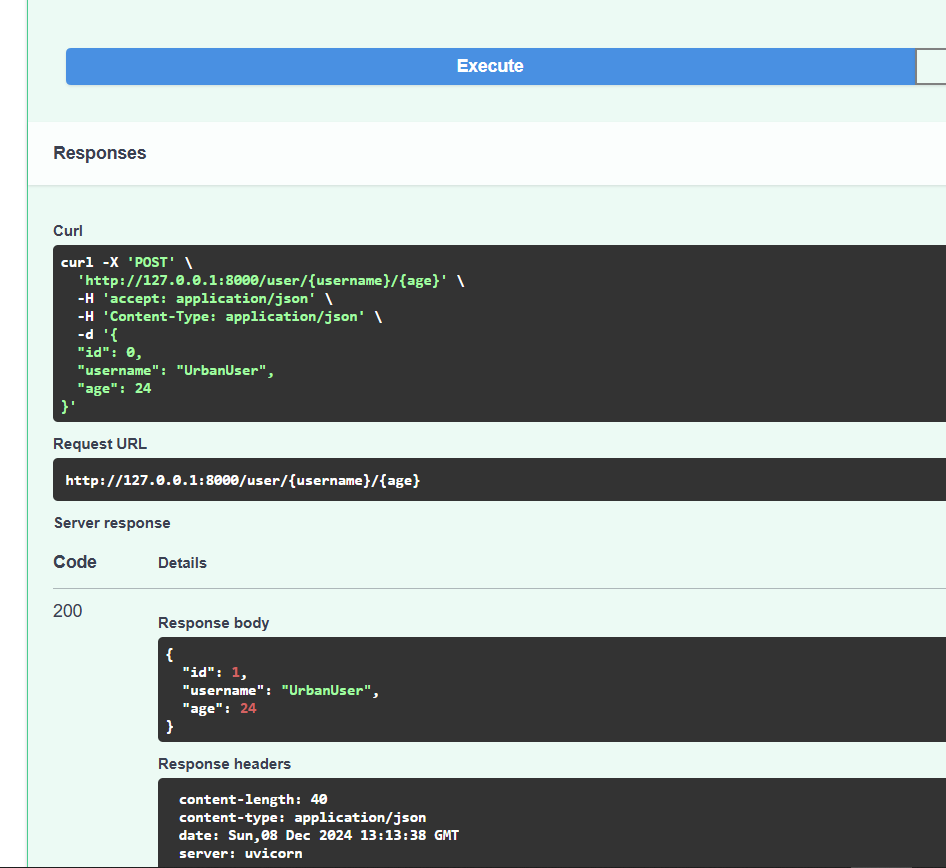 Execute
Responses
Curl
curl -X 'POST' \
  'http://127.0.0.1:8000/user/{username}/{age}' \
  -H 'accept: application/json' \
  -H 'Content-Type: application/json' \
  -d '{
  "id": 0,
  "username": "UrbanUser",
  "age": 24
}'
Request URL
http://127.0.0.1:8000/user/{username}/{age}
Server response
Code Details
200
Response body
{
  "id": 1,
  "username": "UrbanUser",
  "age": 24
}
Response headers
content-length: 40
content-type: application/json
date: Sun,08 Dec 2024 13:13:38 GMT
server: uvicorn